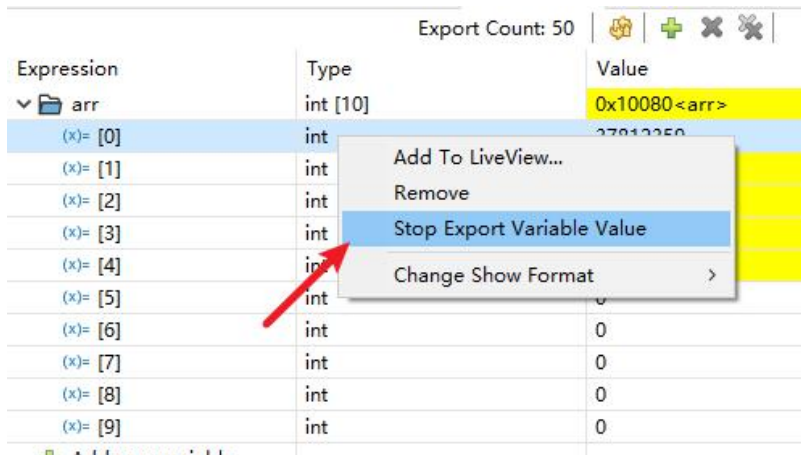 Export Count: 50
Expression Type Value
arr int [10] 0x10080<arr>
(x)= [0] int
Add To LiveView...
(x)= [1] int
Remove
(x)= [2] int
Stop Export Variable Value
(x)= [3] int
(x)= [4] int
Change Show Format >
(x)= [5] int 0
(x)= [6] int 0
(x)= [7] int 0
(x)= [8] int 0
(x)= [9] int 0